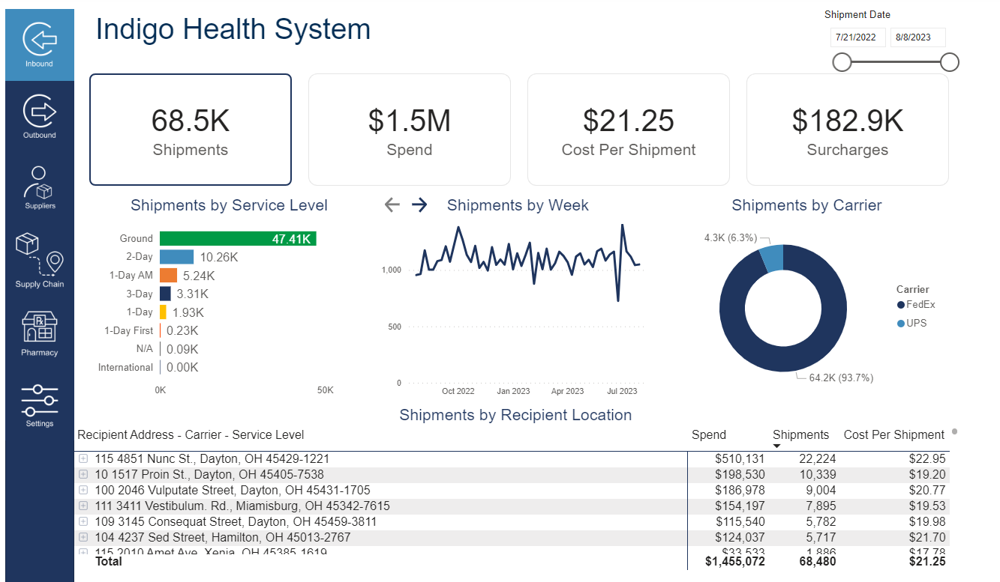 Inbound
Outbound
Suppliers
Supply Chain
Rx
Pharmacy
Settings
Indigo Health System
Shipment Date
7/21/2022 8/8/2023
68.5K
Shipments
$1.5M
Spend
$21.25
Cost Per Shipment
$182.9K
Surcharges
Shipments by Service Level
Ground 47.41K
2-Day 10.26K
1-Day AM 5.24K
3-Day 3.31K
1-Day 1.93K
1-Day First 0.23K
N/A 0.09K
International 0.00K
0K 50K
Shipments by Week
1,000
500
0
Oct 2022 Jan 2023 Apr 2023 Jul 2023
Shipments by Carrier
4.3K (6.3%)
64.2K (93.7%)
Carrier
FedEx
UPS
Shipments by Recipient Location
Recipient Address - Carrier - Service Level Spend Shipments Cost Per Shipment
115 4851 Nunc St., Dayton, OH 45429-1221 $510,131 22,224 $22.95
10 1517 Proin St., Dayton, OH 45405-7538 $198,530 10,339 $19.20
100 2046 Vulputate Street, Dayton, OH 45431-1705 $186,978 9,004 $20.77
111 3411 Vestibulum. Rd., Miamisburg, OH 45342-7615 $154,197 7,895 $19.53
109 3145 Consequat Street, Dayton, OH 45459-3811 $115,540 5,782 $19.98
104 4237 Sed Street, Hamilton, OH 45013-2767 $124,037 5,717 $21.70
115 2010 Amet Ave, Xenia, OH 45385-1619 $33,533 1,886 $17.78
Total $1,455,072 68,480 $21.25